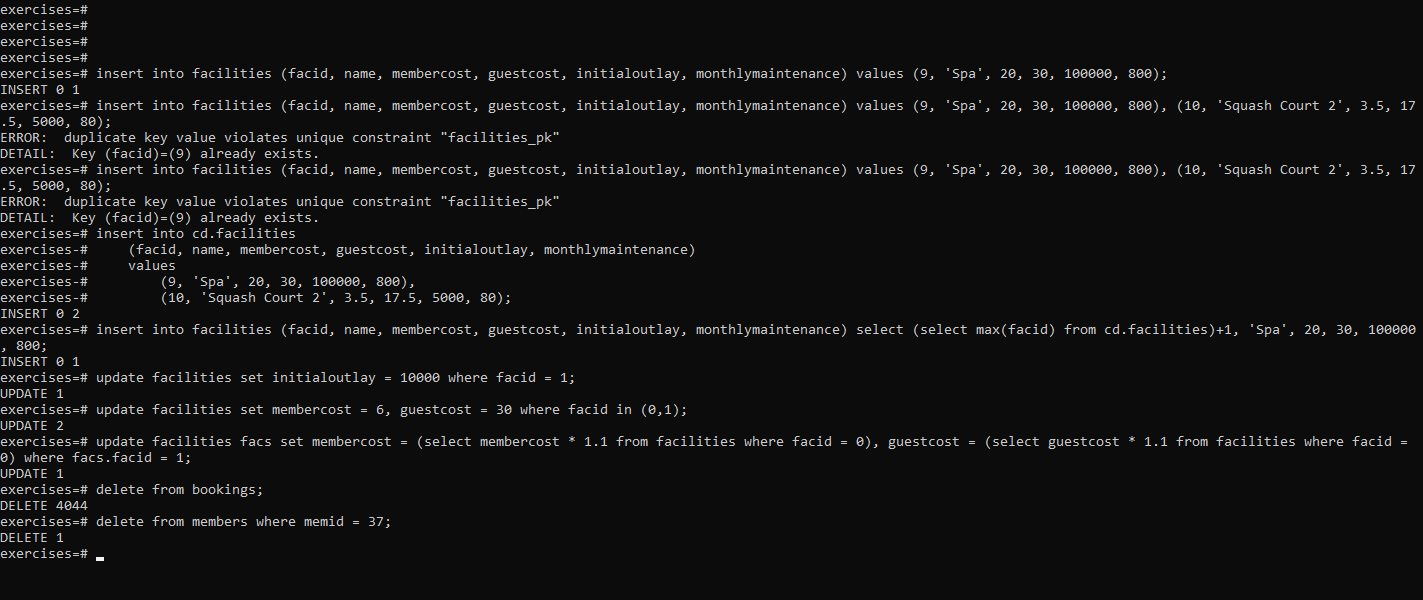 exercises=#
exercises=#
exercises=#
exercises=#
exercises=# insert into facilities (facid, name, membercost, guestcost, initialoutlay, monthlymaintenance) values (9, 'Spa', 20, 30, 100000, 800);
INSERT 0 1
exercises=# insert into facilities (facid, name, membercost, guestcost, initialoutlay, monthlymaintenance) values (9, 'Spa', 20, 30, 100000, 800), (10, 'Squash Court 2', 3.5, 17
.5, 5000, 80);
ERROR:  duplicate key value violates unique constraint "facilities_pk"
DETAIL:  Key (facid)=(9) already exists.
exercises=# insert into facilities (facid, name, membercost, guestcost, initialoutlay, monthlymaintenance) values (9, 'Spa', 20, 30, 100000, 800), (10, 'Squash Court 2', 3.5, 17
.5, 5000, 80);
ERROR:  duplicate key value violates unique constraint "facilities_pk"
DETAIL:  Key (facid)=(9) already exists.
exercises=# insert into cd.facilities
exercises-#     (facid, name, membercost, guestcost, initialoutlay, monthlymaintenance)
exercises-#     values
exercises-#         (9, 'Spa', 20, 30, 100000, 800),
exercises-#         (10, 'Squash Court 2', 3.5, 17.5, 5000, 80);
INSERT 0 2
exercises=# insert into facilities (facid, name, membercost, guestcost, initialoutlay, monthlymaintenance) select (select max(facid) from cd.facilities)+1, 'Spa', 20, 30, 100000
, 800;
INSERT 0 1
exercises=# update facilities set initialoutlay = 10000 where facid = 1;
UPDATE 1
exercises=# update facilities set membercost = 6, guestcost = 30 where facid in (0,1);
UPDATE 2
exercises=# update facilities facs set membercost = (select membercost * 1.1 from facilities where facid = 0), guestcost = (select guestcost * 1.1 from facilities where facid =
0) where facs.facid = 1;
UPDATE 1
exercises=# delete from bookings;
DELETE 4044
exercises=# delete from members where memid = 37;
DELETE 1
exercises=#